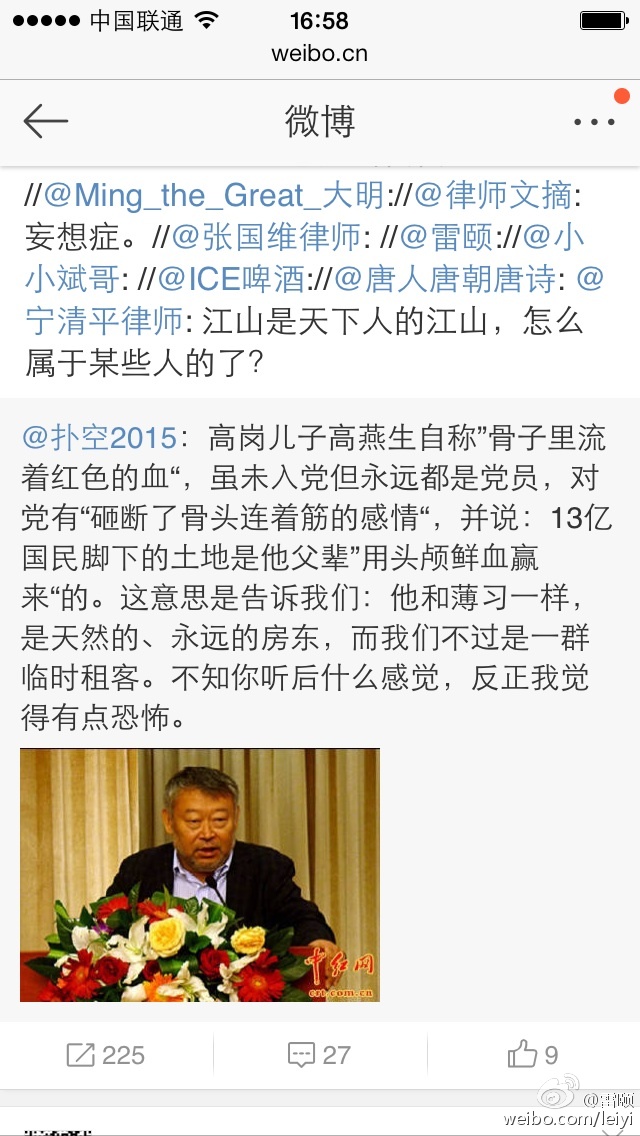 中国联通 16:58
weibo.cn
微博
//@Ming_the_Great_大明://@律师文摘:
妄想症。//@张国维律师: //@雷颐://@小
小斌哥: //@ICE啤酒://@唐人唐朝唐诗: @
宁清平律师: 江山是天下人的江山，怎么
属于某些人的了？
@扑空2015：高岗儿子高燕生自称”骨子里流
着红色的血“，虽未入党但永远都是党员，对
党有“砸断了骨头连着筋的感情“，并说：13亿
国民脚下的土地是他父辈”用头颅鲜血赢
来“的。这意思是告诉我们：他和薄习一样，
是天然的、永远的房东，而我们不过是一群
临时租客。不知你听后什么感觉，反正我觉
得有点恐怖。
中红网
crt.com.cn
225 27 9
@雷颐
weibo.com/leiyi